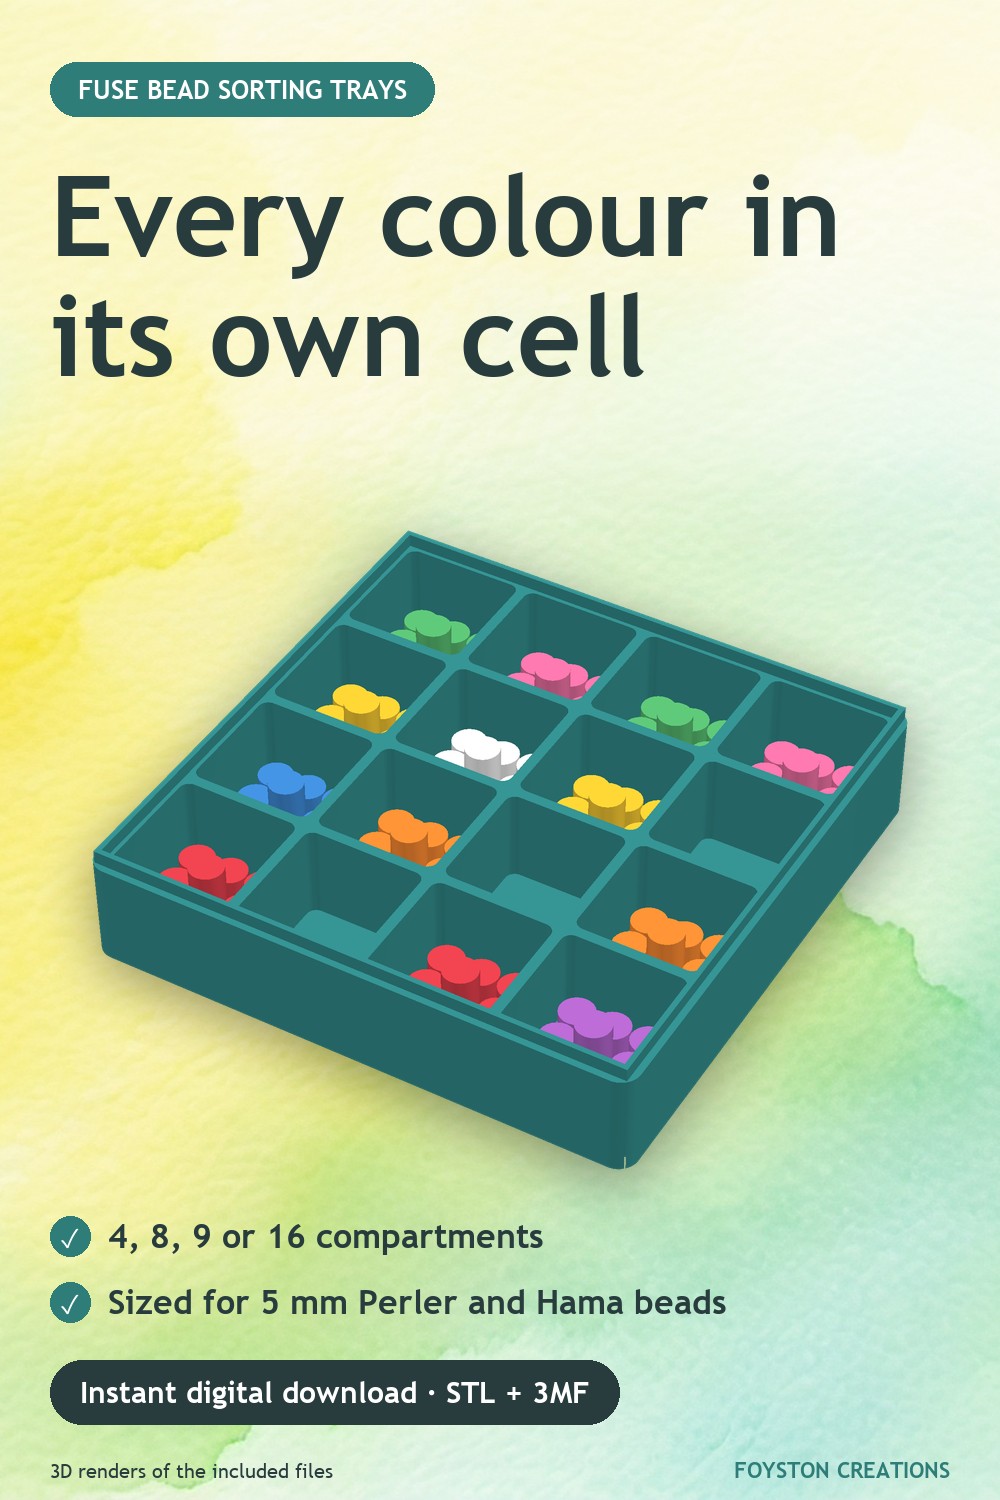 FUSE BEAD SORTING TRAYS
Every colour in
its own cell
✓ 4, 8, 9 or 16 compartments
✓ Sized for 5 mm Perler and Hama beads
Instant digital download · STL + 3MF
3D renders of the included files
FOYSTON CREATIONS